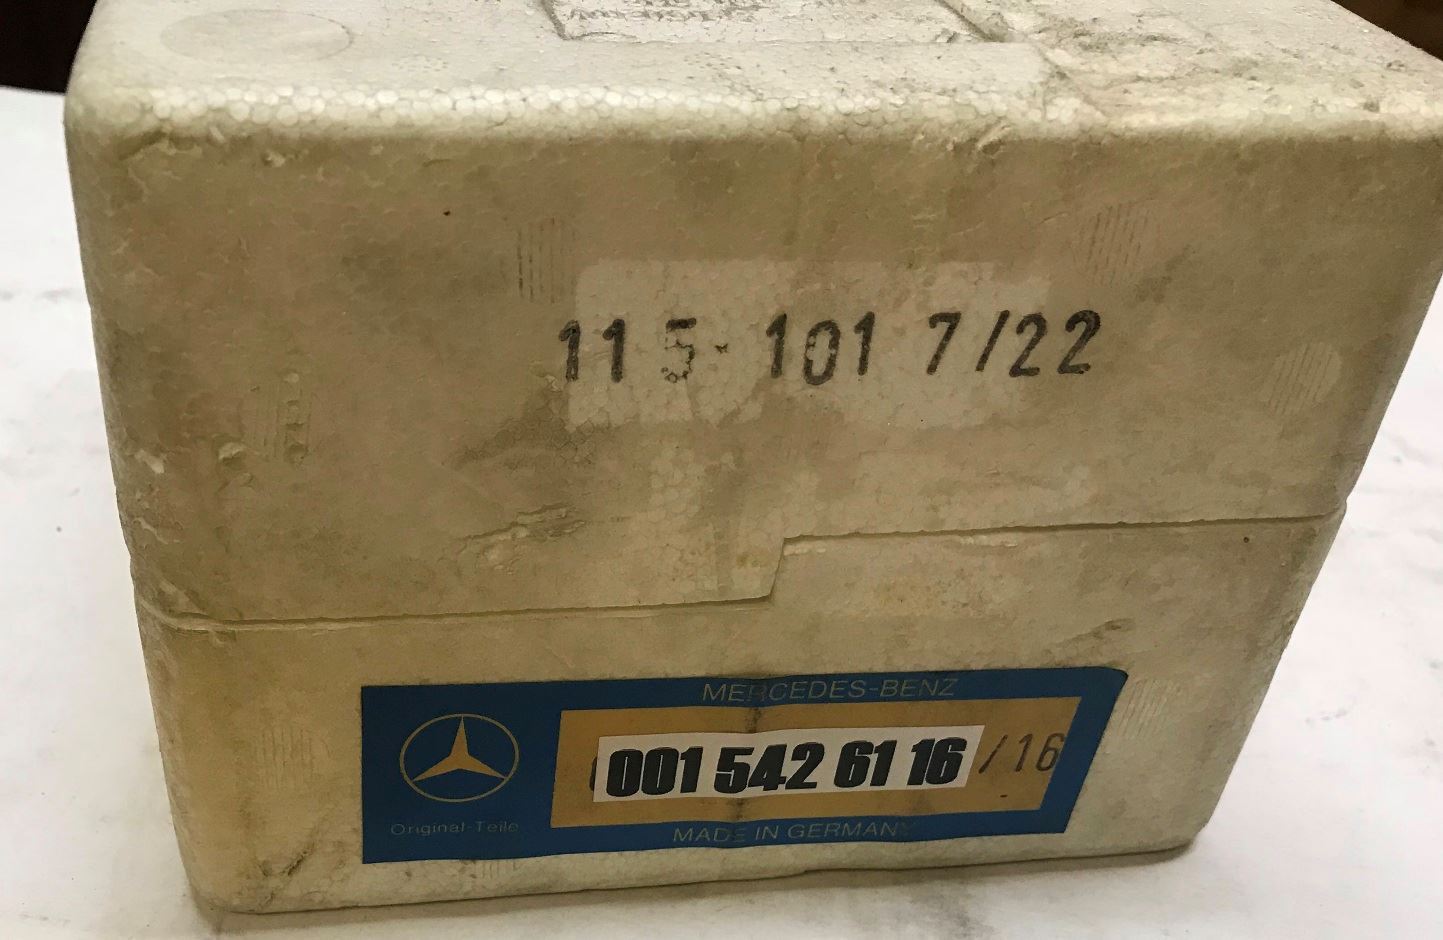 115 · 101 7/22
MERCEDES-BENZ
001 542 61 16 /16
Original-Teile
MADE IN GERMANY